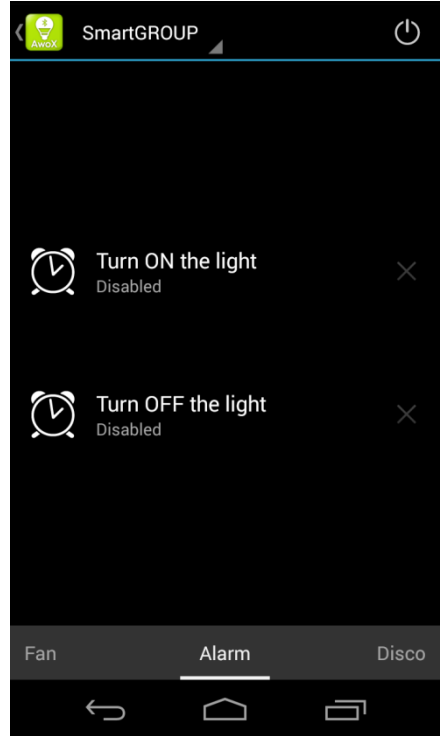 AwoX
SmartGROUP
Turn ON the light
Disabled
Turn OFF the light
Disabled
Fan
Alarm
Disco